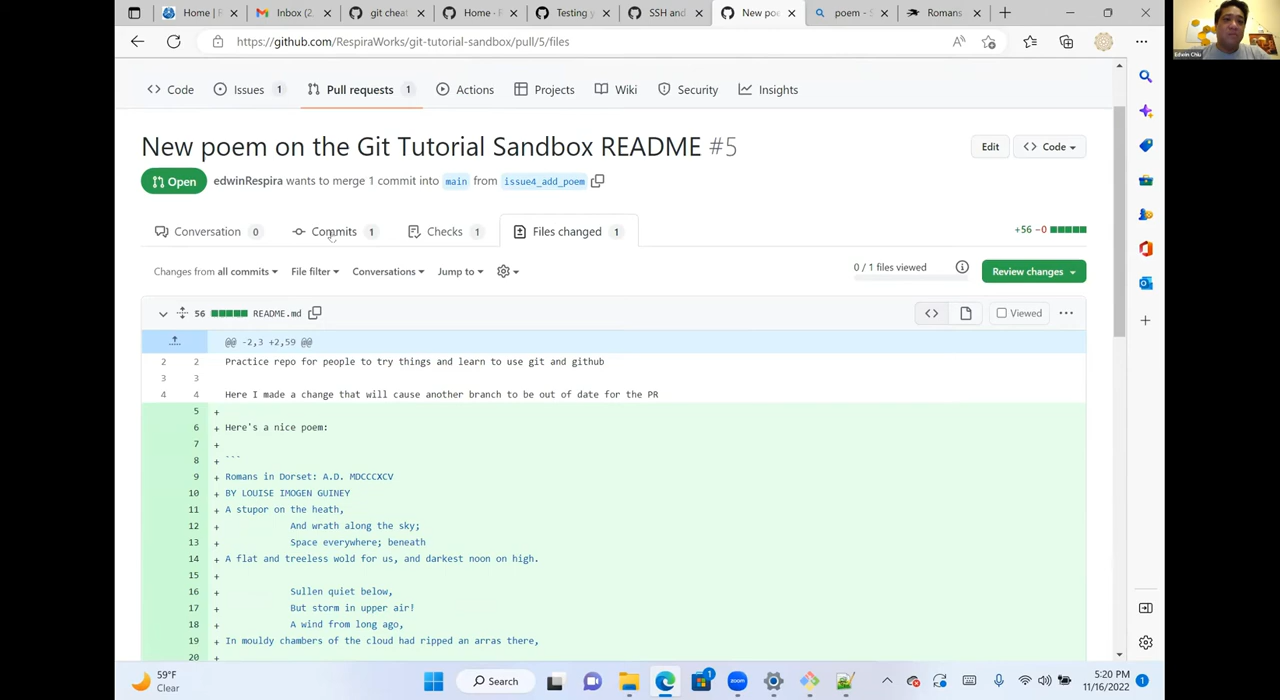 Home | R
Inbox (2
git cheat
Home · F
Testing y
SSH and
New poe
poem - S
Romans
https://github.com/RespiraWorks/git-tutorial-sandbox/pull/5/files
Edwin Chiu
Code
Issues 1
Pull requests 1
Actions
Projects
Wiki
Security
Insights
New poem on the Git Tutorial Sandbox README #5
Edit
Code
Open
edwinRespira wants to merge 1 commit into main from issue4_add_poem
Conversation 0
Commits 1
Checks 1
Files changed 1
+56 −0
Changes from all commits
File filter
Conversations
Jump to
0 / 1 files viewed
Review changes
56 README.md
Viewed
@@ -2,3 +2,59 @@
2 2 Practice repo for people to try things and learn to use git and github
3 3
4 4 Here I made a change that will cause another branch to be out of date for the PR
5 +
6 + Here's a nice poem:
7 +
8 + ```
9 + Romans in Dorset: A.D. MDCCCXCV
10 + BY LOUISE IMOGEN GUINEY
11 + A stupor on the heath,
12 + And wrath along the sky;
13 + Space everywhere; beneath
14 + A flat and treeless wold for us, and darkest noon on high.
15 +
16 + Sullen quiet below,
17 + But storm in upper air!
18 + A wind from long ago,
19 + In mouldy chambers of the cloud had ripped an arras there,
20 +
59°F
Clear
Search
5:20 PM
11/16/2022